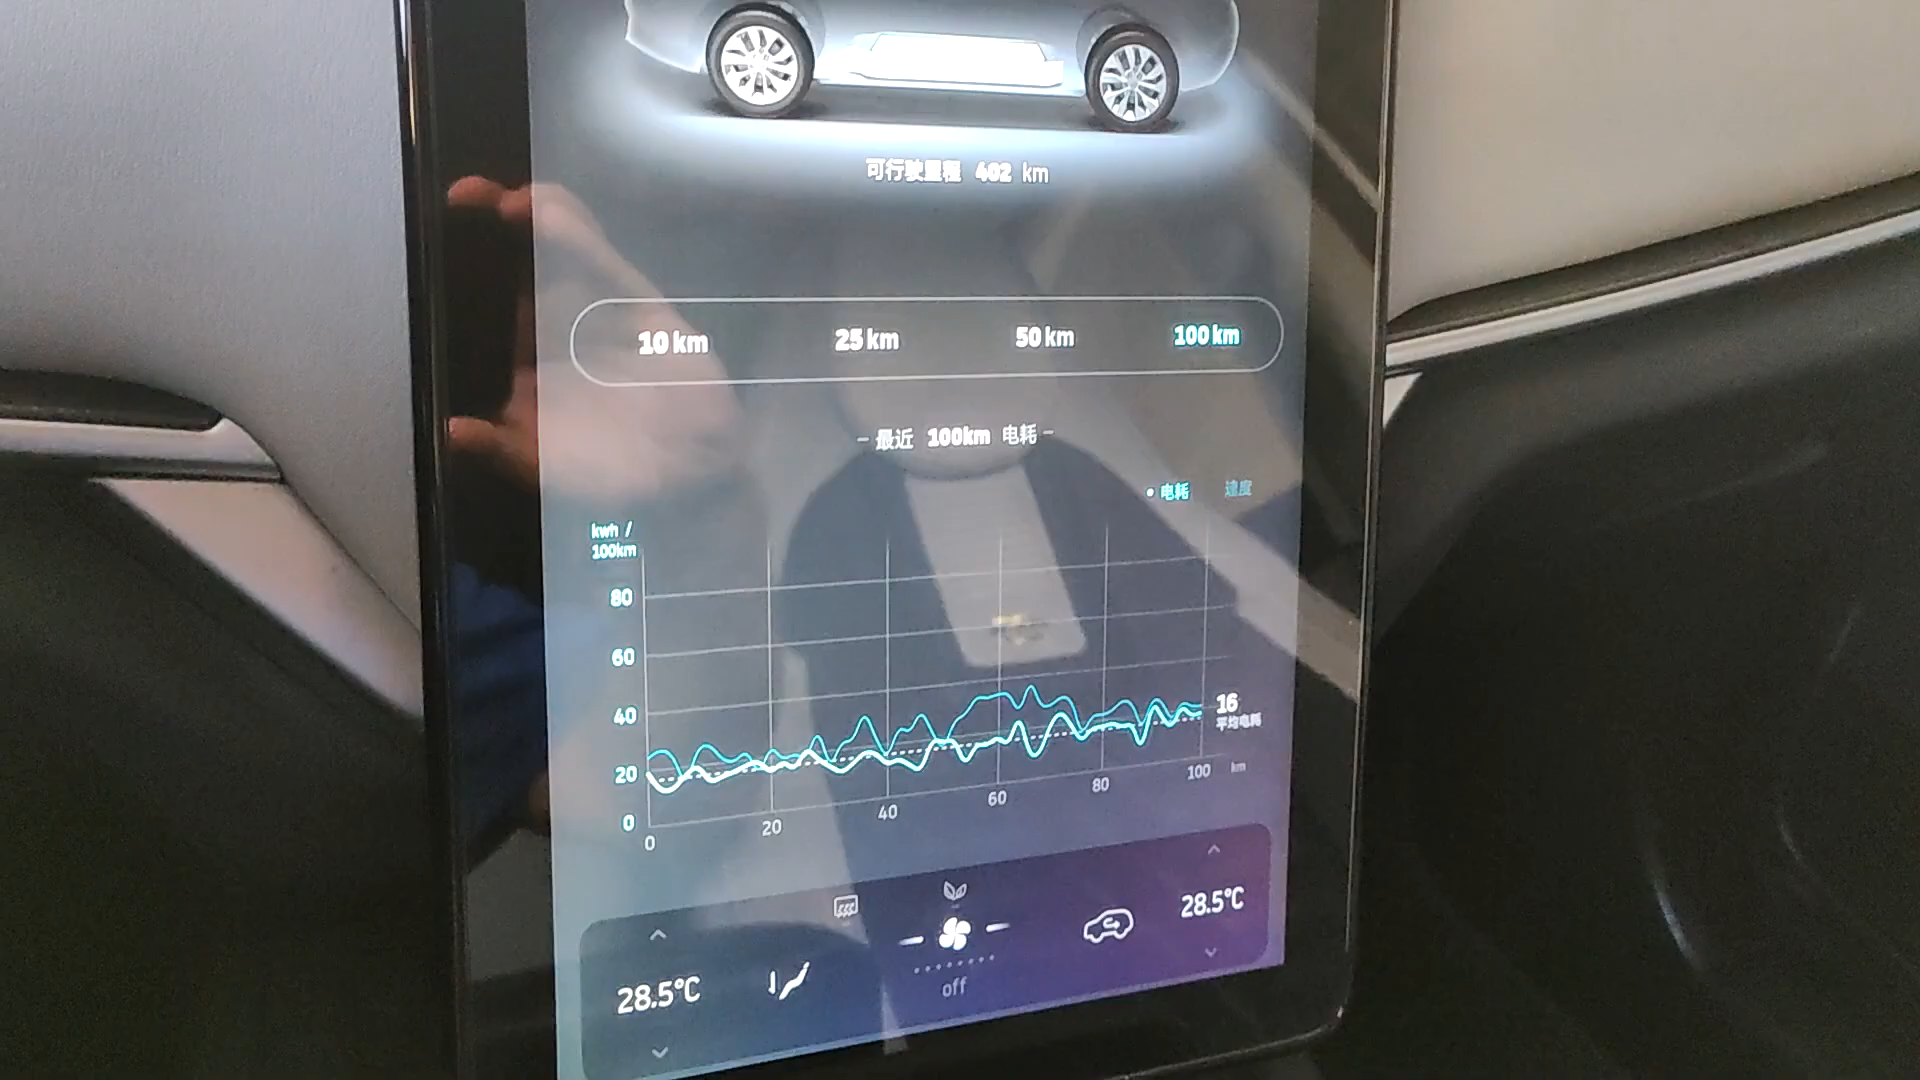 可行驶里程 402 km
10 km 25 km 50 km 100 km
最近 100km 电耗
电耗 速度
kwh /
100km
80
60
40
20
0
16
平均电耗
0 20 40 60 80 100 km
28.5°C off 28.5°C